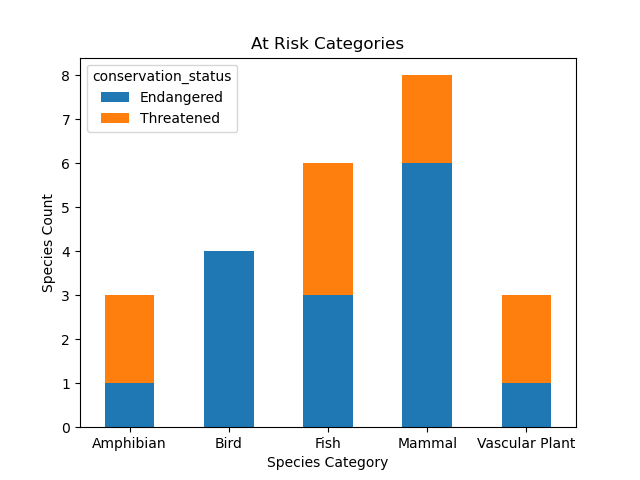 At Risk Categories
conservation_status
Endangered
Threatened
Species Count
8
7
6
5
4
3
2
1
0
Amphibian Bird Fish Mammal Vascular Plant
Species Category